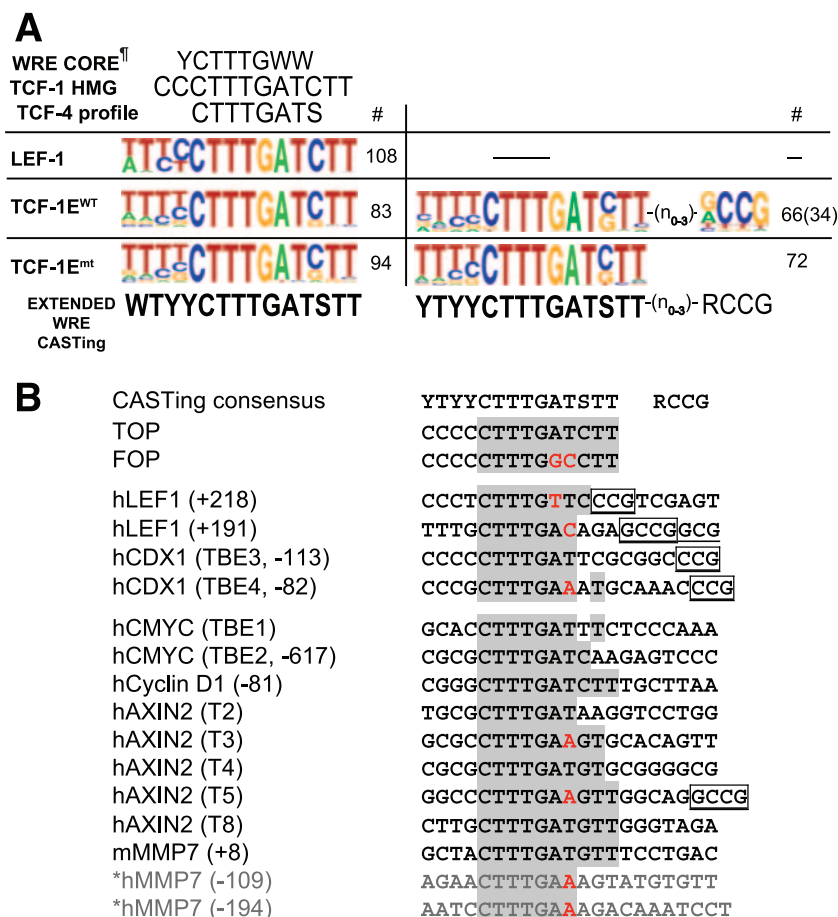 A
WRE CORE¶ YCTTTGWW
TCF-1 HMG CCCTTTGATCTT
TCF-4 profile CTTTGATS # #
LEF-1 ATTCCCTTTGATCTT 108 — –
TCF-1EWT 83 -(n0-3)- GCCG 66(34)
TCF-1Emt 94 72
EXTENDED WRE CASTing WTYYCTTTGATSTT YTYYCTTTGATSTT-(n0-3)-RCCG
B
CASTing consensus YTYYCTTTGATSTT RCCG
TOP CCCCCTTTGATCTT
FOP CCCCCTTTGGCCTT
hLEF1 (+218) CCCTCTTTGTTCCCGTCGAGT
hLEF1 (+191) TTTGCTTTGACAGAGCCGGCG
hCDX1 (TBE3, -113) CCCCCTTTGATTCGCGGCCCG
hCDX1 (TBE4, -82) CCCGCTTTGAAATGCAAACCCG
hCMYC (TBE1) GCACCTTTGATTTCTCCCAAA
hCMYC (TBE2, -617) CGCGCTTTGATCAAGAGTCCC
hCyclin D1 (-81) CGGGCTTTGATCTTTGCTTAA
hAXIN2 (T2) TGCGCTTTGATAAGGTCCTGG
hAXIN2 (T3) GCGCCTTTGAAGTGCACAGTT
hAXIN2 (T4) CGCGCTTTGATGTGCGGGGCG
hAXIN2 (T5) GGCCCTTTGAAGTTGGCAGGCCG
hAXIN2 (T8) CTTGCTTTGATGTTGGGTAGA
mMMP7 (+8) GCTACTTTGATGTTTCCTGAC
*hMMP7 (-109) AGAACTTTGAAAGTATGTGTT
*hMMP7 (-194) AATCCTTTGAAAGACAAATCCT